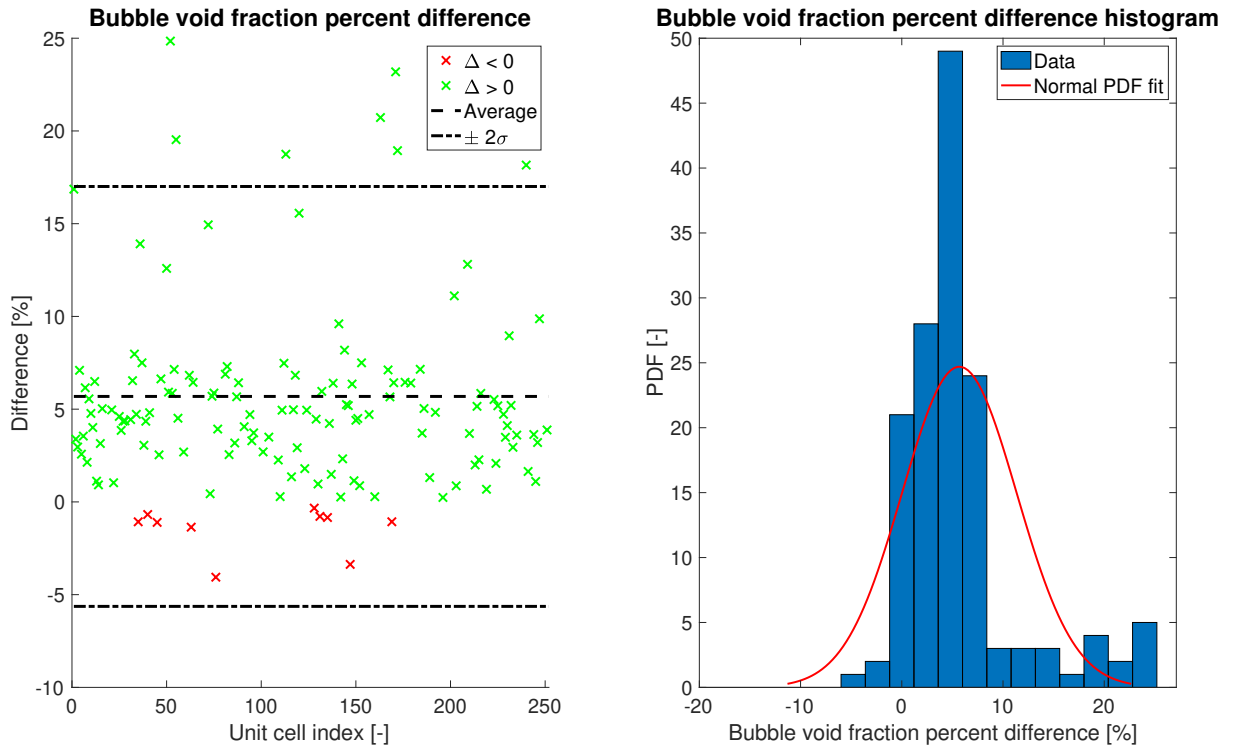 Bubble void fraction percent difference
25
20
15
10
5
0
-5
-10
Difference [%]
0 50 100 150 200 250
Unit cell index [-]
Δ < 0
Δ > 0
Average
± 2σ
Bubble void fraction percent difference histogram
50
45
40
35
30
25
20
15
10
5
0
PDF [-]
-20 -10 0 10 20
Bubble void fraction percent difference [%]
Data
Normal PDF fit